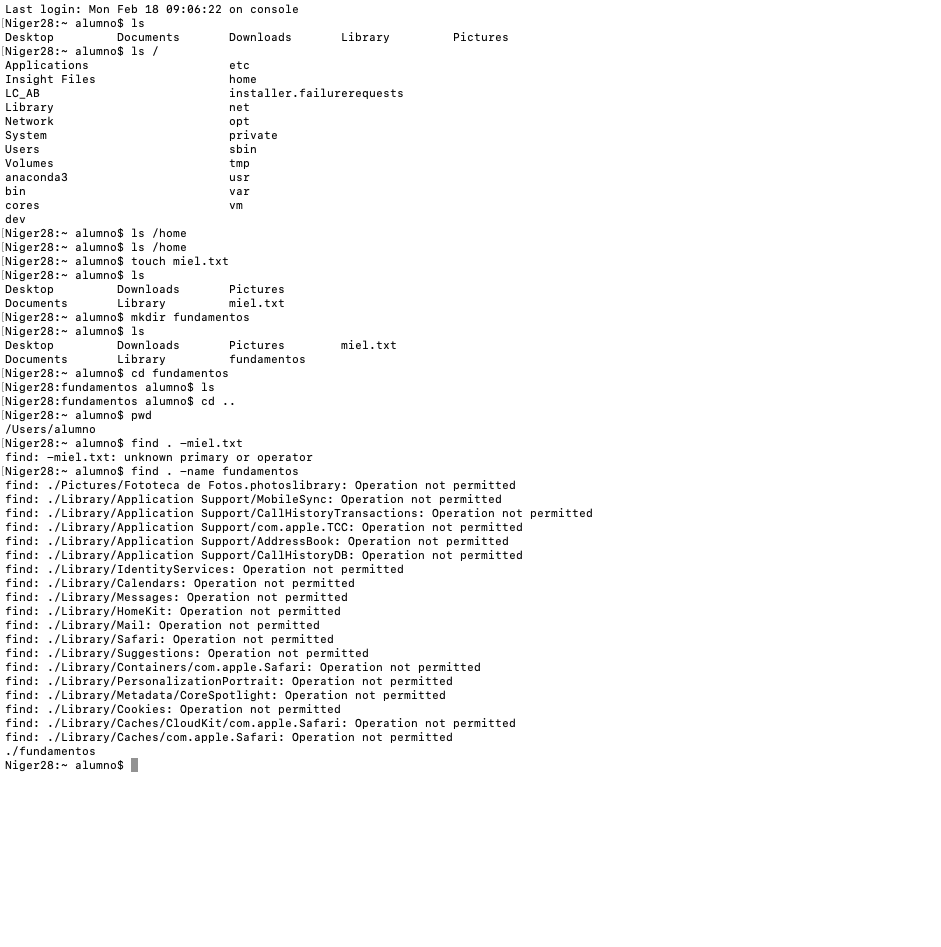 Last login: Mon Feb 18 09:06:22 on console
[Niger28:~ alumno$ ls
Desktop Documents Downloads Library Pictures
[Niger28:~ alumno$ ls /
Applications etc
Insight Files home
LC_AB installer.failurerequests
Library net
Network opt
System private
Users sbin
Volumes tmp
anaconda3 usr
bin var
cores vm
dev
[Niger28:~ alumno$ ls /home
[Niger28:~ alumno$ ls /home
[Niger28:~ alumno$ touch miel.txt
[Niger28:~ alumno$ ls
Desktop Downloads Pictures
Documents Library miel.txt
[Niger28:~ alumno$ mkdir fundamentos
[Niger28:~ alumno$ ls
Desktop Downloads Pictures miel.txt
Documents Library fundamentos
[Niger28:~ alumno$ cd fundamentos
[Niger28:fundamentos alumno$ ls
[Niger28:fundamentos alumno$ cd ..
[Niger28:~ alumno$ pwd
/Users/alumno
[Niger28:~ alumno$ find . -miel.txt
find: -miel.txt: unknown primary or operator
[Niger28:~ alumno$ find . -name fundamentos
find: ./Pictures/Fototeca de Fotos.photoslibrary: Operation not permitted
find: ./Library/Application Support/MobileSync: Operation not permitted
find: ./Library/Application Support/CallHistoryTransactions: Operation not permitted
find: ./Library/Application Support/com.apple.TCC: Operation not permitted
find: ./Library/Application Support/AddressBook: Operation not permitted
find: ./Library/Application Support/CallHistoryDB: Operation not permitted
find: ./Library/IdentityServices: Operation not permitted
find: ./Library/Calendars: Operation not permitted
find: ./Library/Messages: Operation not permitted
find: ./Library/HomeKit: Operation not permitted
find: ./Library/Mail: Operation not permitted
find: ./Library/Safari: Operation not permitted
find: ./Library/Suggestions: Operation not permitted
find: ./Library/Containers/com.apple.Safari: Operation not permitted
find: ./Library/PersonalizationPortrait: Operation not permitted
find: ./Library/Metadata/CoreSpotlight: Operation not permitted
find: ./Library/Cookies: Operation not permitted
find: ./Library/Caches/CloudKit/com.apple.Safari: Operation not permitted
find: ./Library/Caches/com.apple.Safari: Operation not permitted
./fundamentos
Niger28:~ alumno$